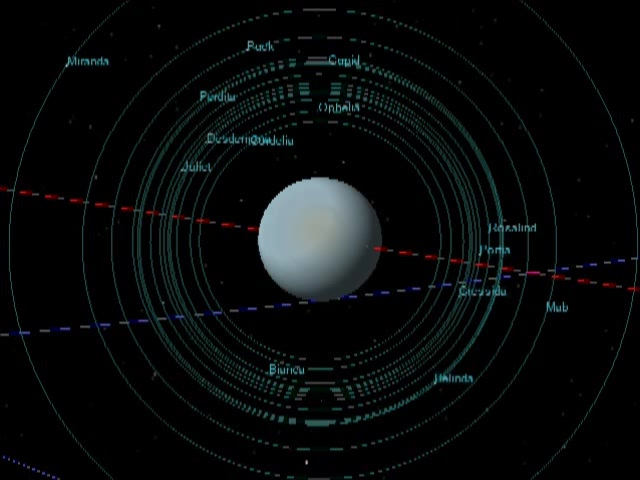 Puck
Miranda
Cupid
Perdita
Ophelia
Desdemona
Cordelia
Juliet
Rosalind
Portia
Cressida
Mab
Bianca
Belinda